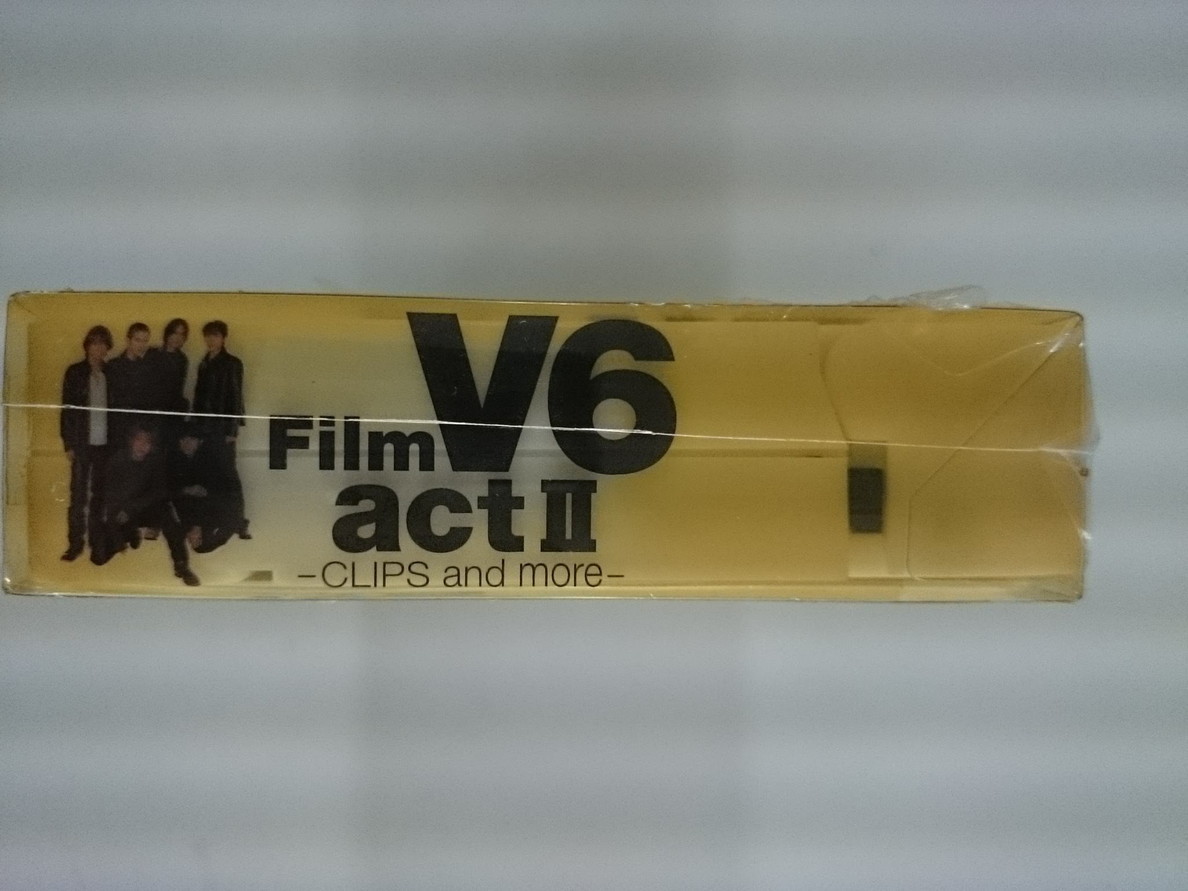 Film V6
act II
–CLIPS and more–